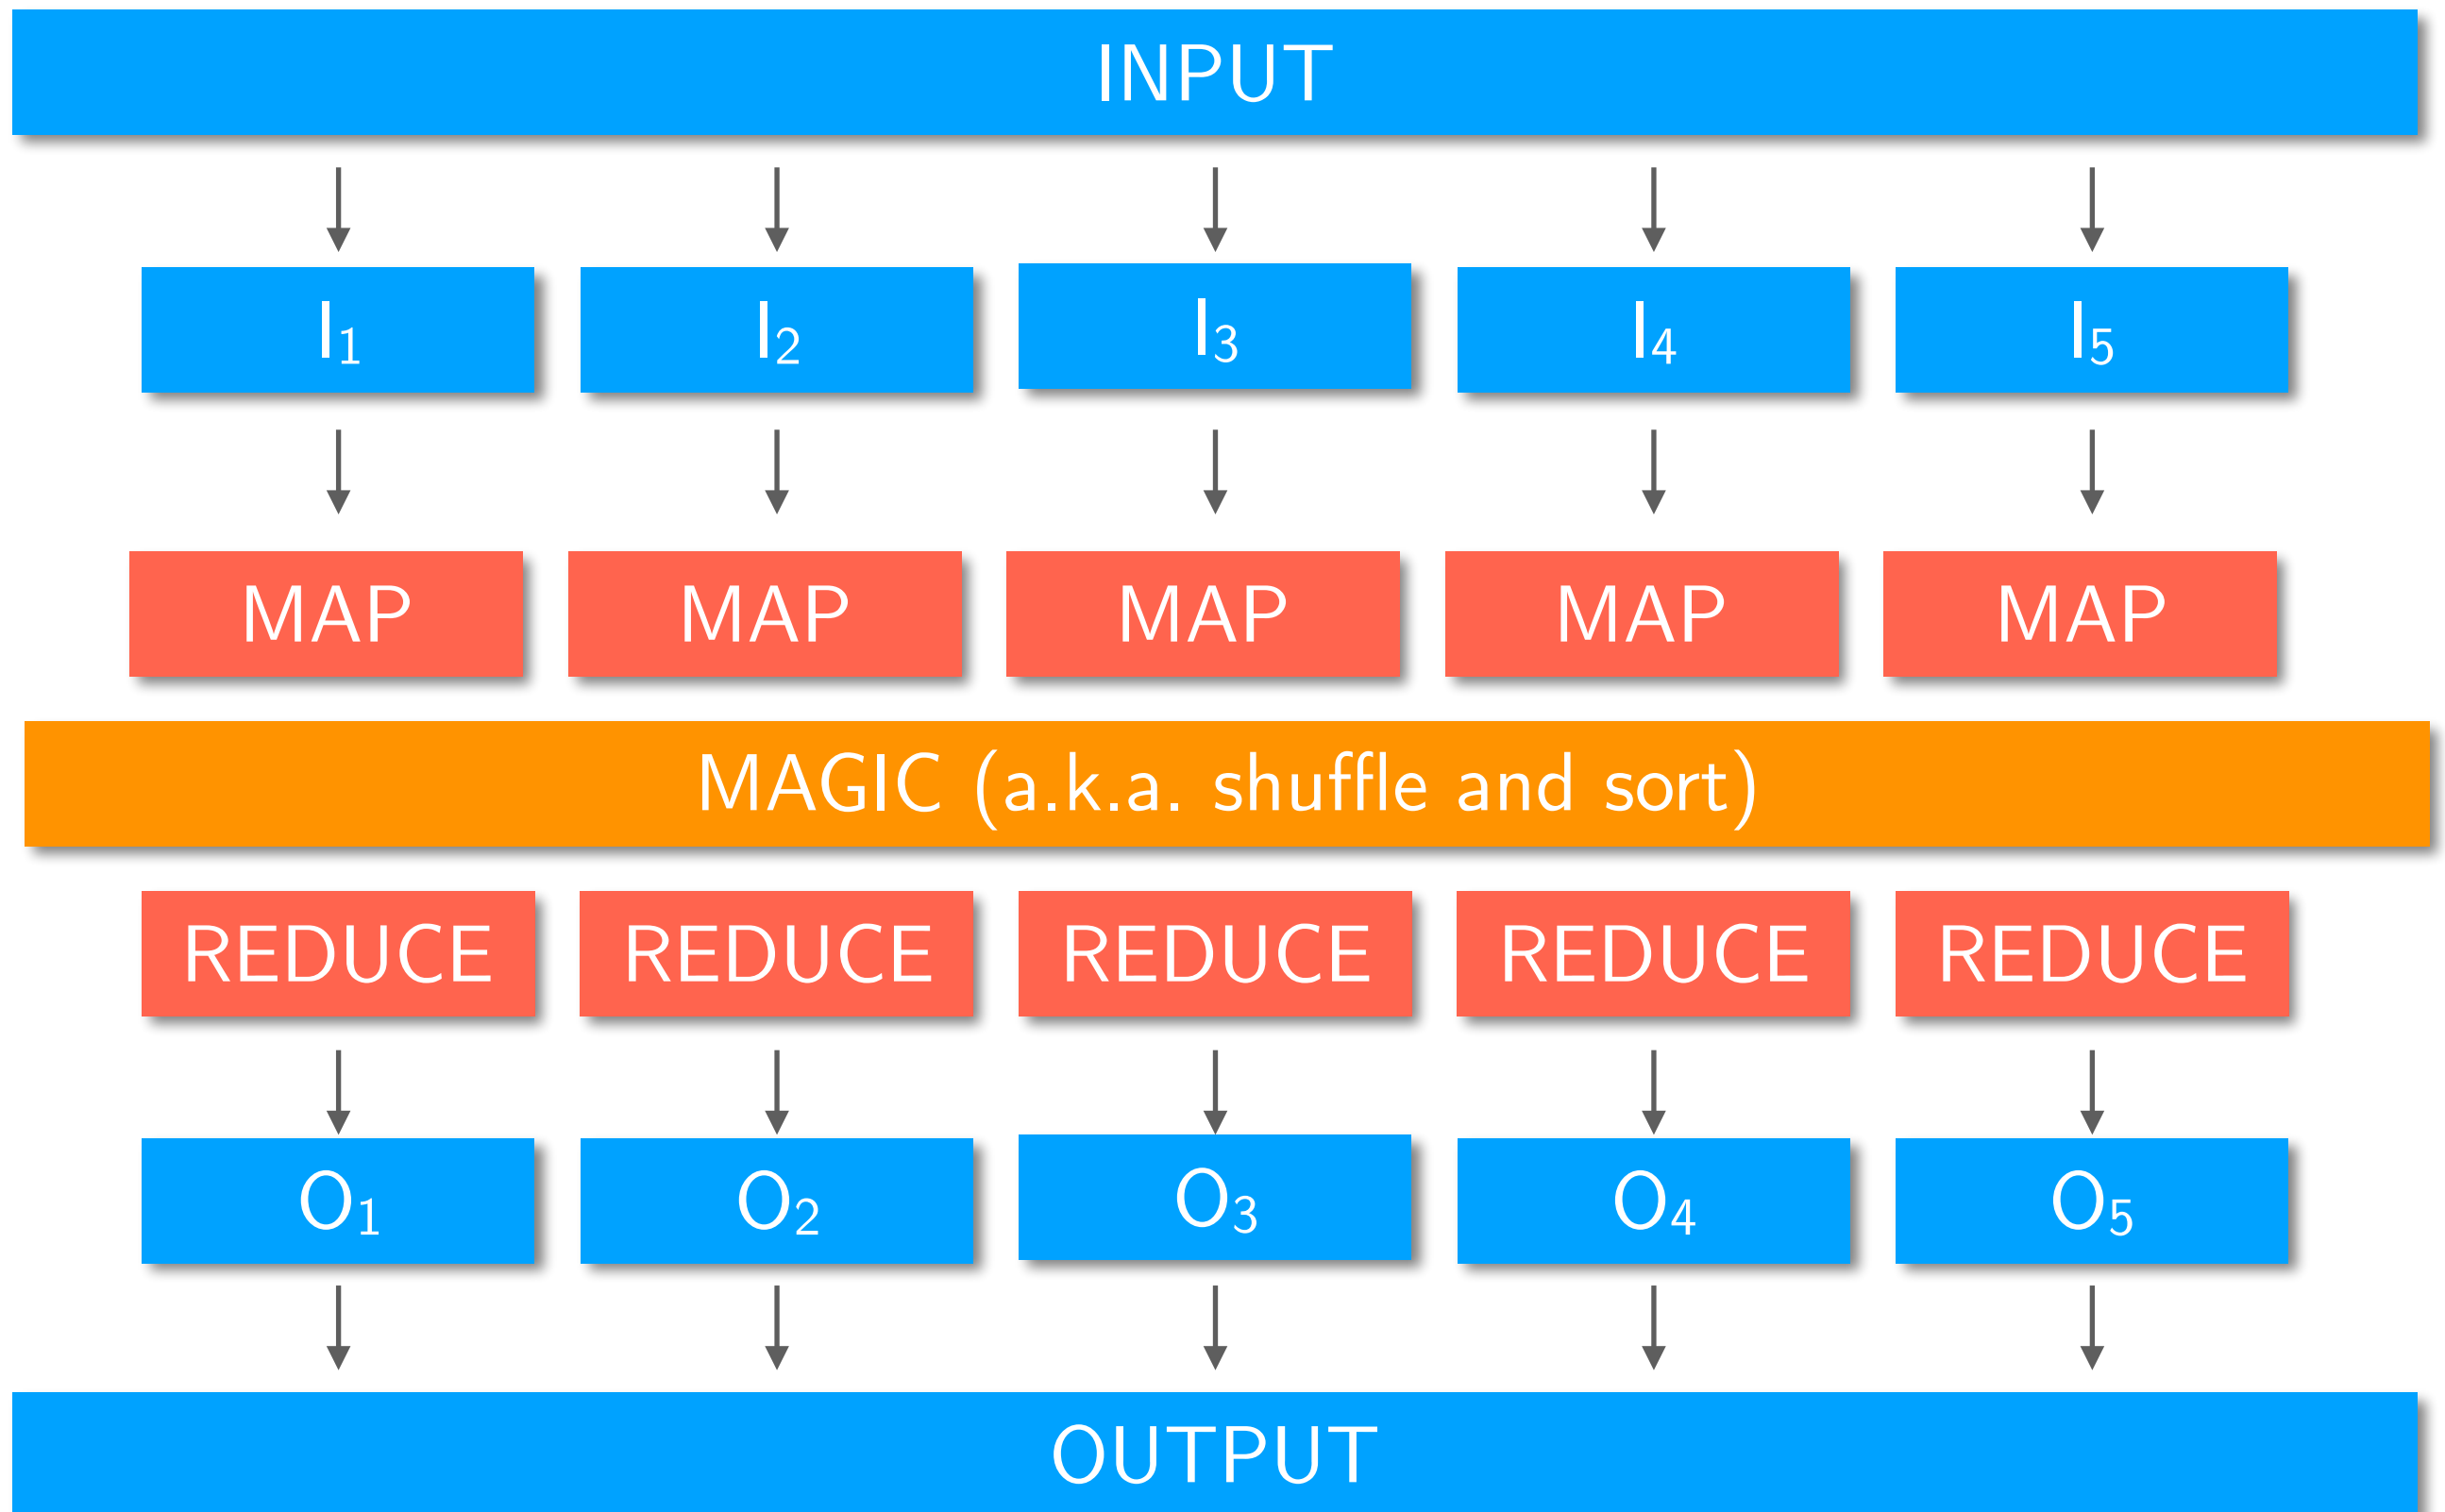 INPUT
I₁ I₂ I₃ I₄ I₅
MAP MAP MAP MAP MAP
MAGIC (a.k.a. shuffle and sort)
REDUCE REDUCE REDUCE REDUCE REDUCE
O₁ O₂ O₃ O₄ O₅
OUTPUT